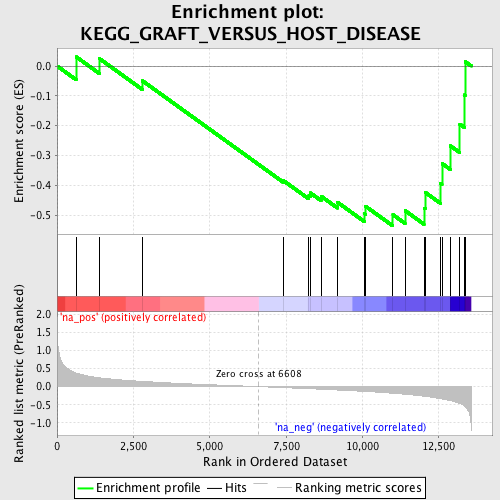 Enrichment plot:
KEGG_GRAFT_VERSUS_HOST_DISEASE
Enrichment score (ES)
0.0
-0.1
-0.2
-0.3
-0.4
-0.5
'na_pos' (positively correlated)
Ranked list metric (PreRanked)
2.0
1.5
1.0
0.5
0.0
-0.5
-1.0
Zero cross at 6608
'na_neg' (negatively correlated)
0
2,500
5,000
7,500
10,000
12,500
Rank in Ordered Dataset
Enrichment profile
Hits
Ranking metric scores